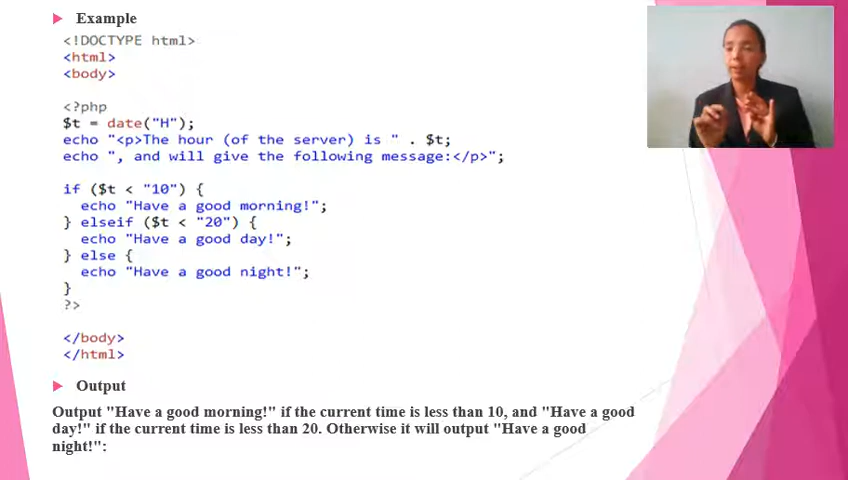 Example
<!DOCTYPE html>
<html>
<body>
<?php
$t = date("H");
echo "<p>The hour (of the server) is " . $t;
echo ", and will give the following message:</p>";
if ($t < "10") {
echo "Have a good morning!";
} elseif ($t < "20") {
echo "Have a good day!";
} else {
echo "Have a good night!";
}
?>
</body>
</html>
Output
Output "Have a good morning!" if the current time is less than 10, and "Have a good
day!" if the current time is less than 20. Otherwise it will output "Have a good
night!":